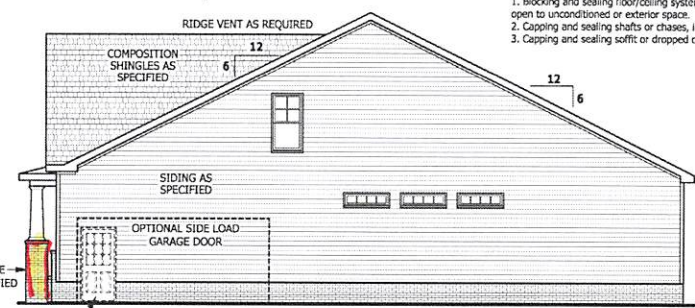 1. Blocking and sealing floor/ceiling system
open to unconditioned or exterior space.
2. Capping and sealing shafts or chases, i
3. Capping and sealing soffit or dropped c
RIDGE VENT AS REQUIRED
COMPOSITION
SHINGLES AS
SPECIFIED
12
6
12
6
SIDING AS
SPECIFIED
OPTIONAL SIDE LOAD
GARAGE DOOR
E
IED